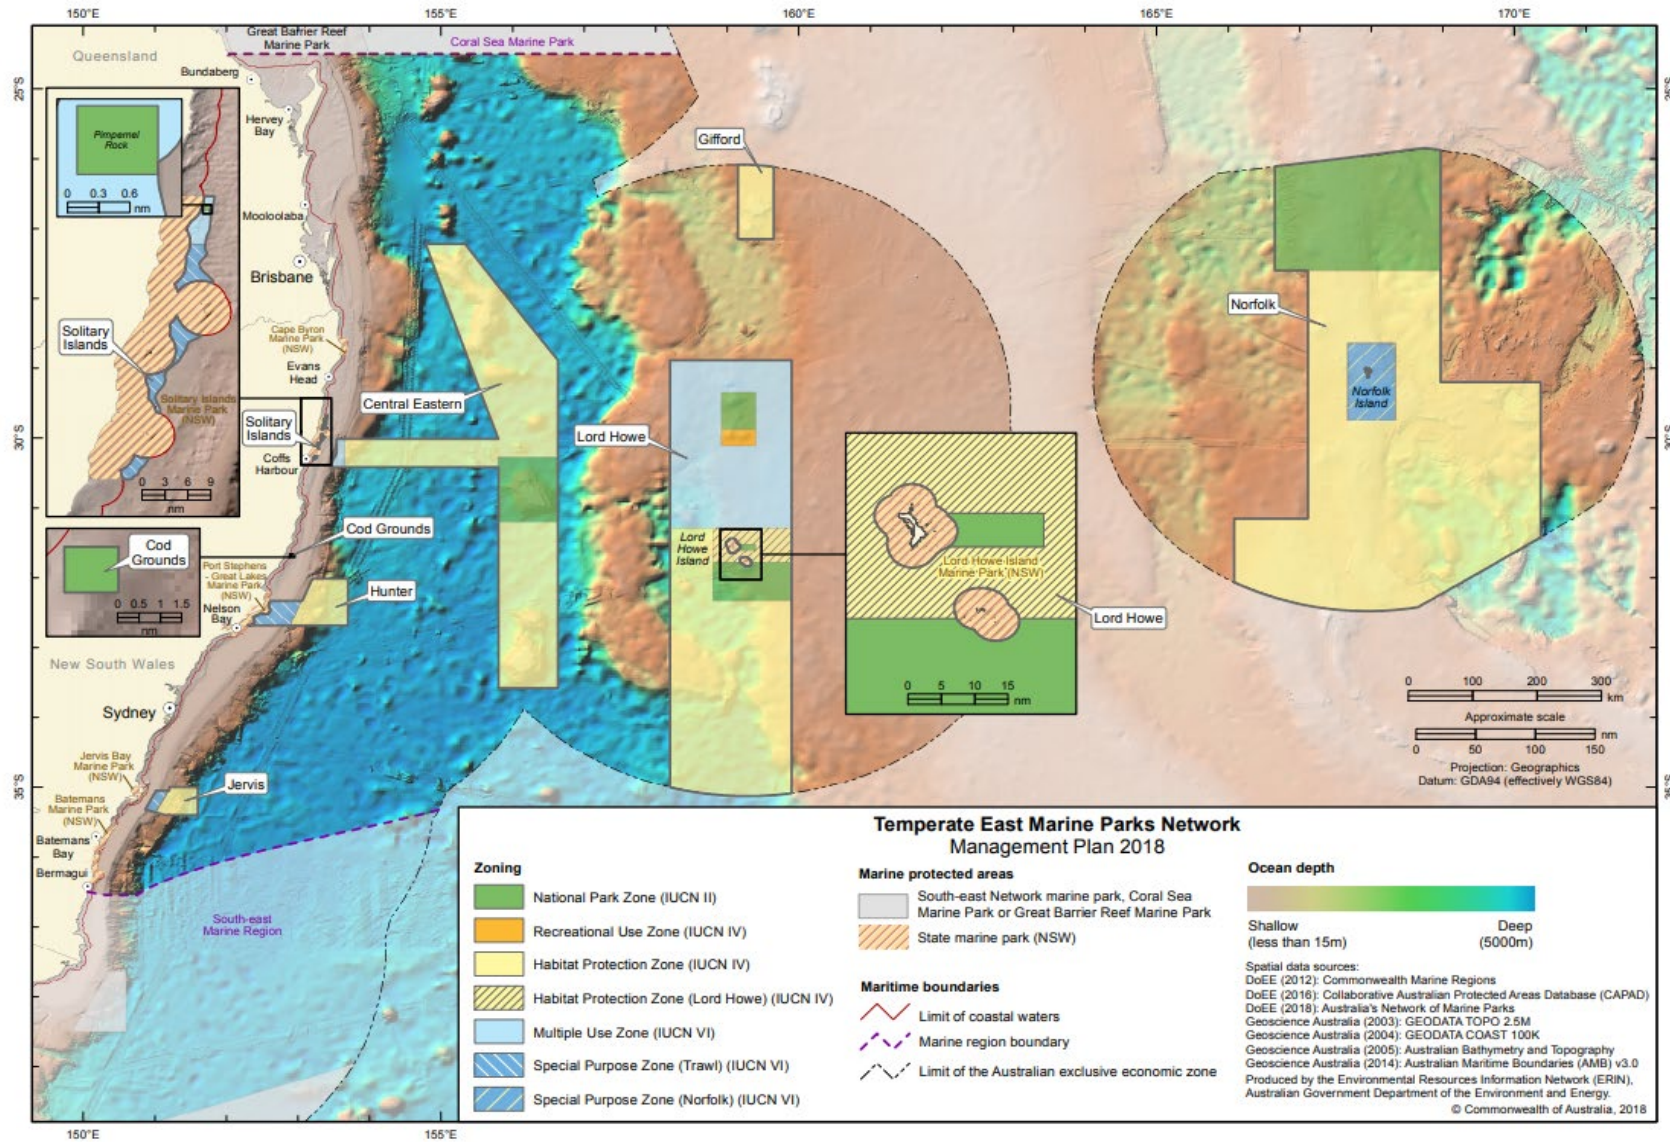 150°E
155°E
160°E
165°E
170°E
25°S
30°S
35°S
25°S
30°S
Queensland
Great Barrier Reef
Marine Park
Coral Sea Marine Park
Bundaberg
Hervey
Bay
Mooloolaba
Brisbane
Cape Byron
Marine Park
(NSW)
Evans
Head
Solitary
Islands
Coffs
Harbour
Pimpernel
Rock
0 0.3 0.6
nm
Solitary
Islands
Solitary Islands
Marine Park
(NSW)
0 3 6 9
nm
Cod
Grounds
0 0.5 1 1.5
nm
Cod Grounds
Port Stephens
- Great Lakes
Marine Park
(NSW)
Nelson
Bay
Hunter
New South Wales
Sydney
Jervis Bay
Marine Park
(NSW)
Jervis
Batemans
Marine Park
(NSW)
Batemans
Bay
Bermagui
South-east
Marine Region
Central Eastern
Gifford
Lord Howe
Lord
Howe
Island
Lord Howe Island
Marine Park (NSW)
Lord Howe
0 5 10 15
nm
Norfolk
Norfolk
Island
0 100 200 300
km
Approximate scale
nm
0 50 100 150
Projection: Geographics
Datum: GDA94 (effectively WGS84)
Temperate East Marine Parks Network
Management Plan 2018
Zoning
National Park Zone (IUCN II)
Recreational Use Zone (IUCN IV)
Habitat Protection Zone (IUCN IV)
Habitat Protection Zone (Lord Howe) (IUCN IV)
Multiple Use Zone (IUCN VI)
Special Purpose Zone (Trawl) (IUCN VI)
Special Purpose Zone (Norfolk) (IUCN VI)
Marine protected areas
South-east Network marine park, Coral Sea
Marine Park or Great Barrier Reef Marine Park
State marine park (NSW)
Maritime boundaries
Limit of coastal waters
Marine region boundary
Limit of the Australian exclusive economic zone
Ocean depth
Shallow
(less than 15m)
Deep
(5000m)
Spatial data sources:
DoEE (2012): Commonwealth Marine Regions
DoEE (2016): Collaborative Australian Protected Areas Database (CAPAD)
DoEE (2018): Australia's Network of Marine Parks
Geoscience Australia (2003): GEODATA TOPO 2.5M
Geoscience Australia (2004): GEODATA COAST 100K
Geoscience Australia (2005): Australian Bathymetry and Topography
Geoscience Australia (2014): Australian Maritime Boundaries (AMB) v3.0
Produced by the Environmental Resources Information Network (ERIN),
Australian Government Department of the Environment and Energy.
© Commonwealth of Australia, 2018
150°E
155°E